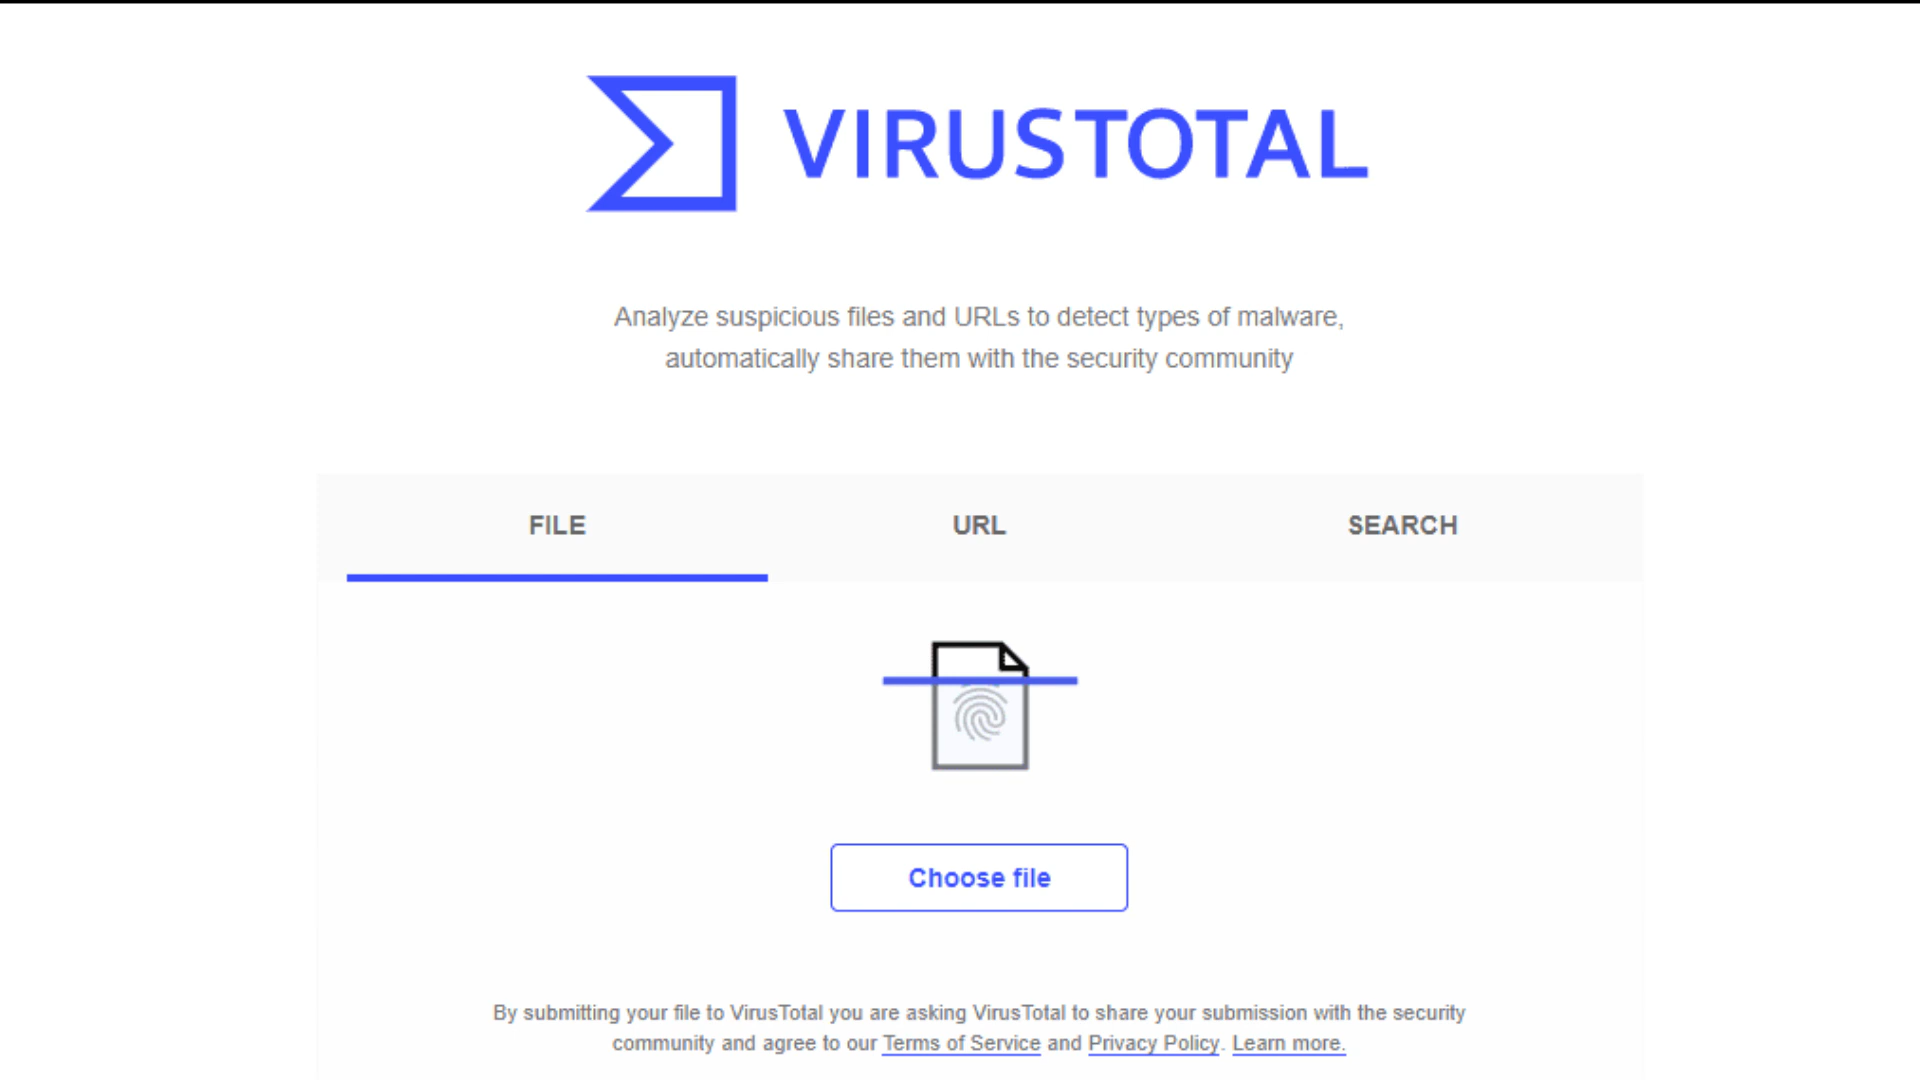 VIRUSTOTAL
Analyze suspicious files and URLs to detect types of malware,
automatically share them with the security community
FILE
URL
SEARCH
Choose file
By submitting your file to VirusTotal you are asking VirusTotal to share your submission with the security
community and agree to our Terms of Service and Privacy Policy. Learn more.